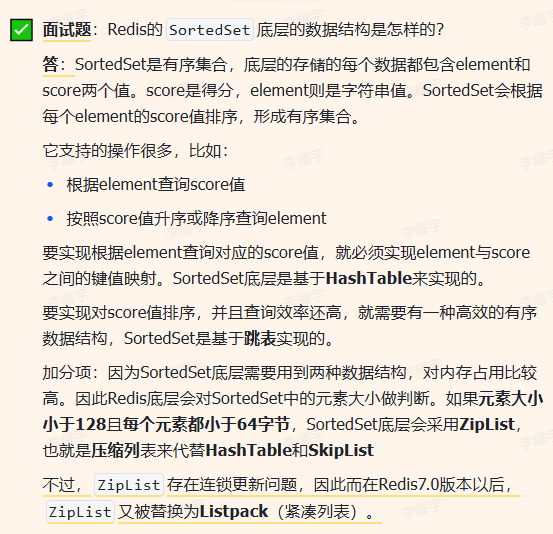 面试题：Redis的 SortedSet 底层的数据结构是怎样的？
答：SortedSet是有序集合，底层的存储的每个数据都包含element和
score两个值。score是得分，element则是字符串值。SortedSet会根据
每个element的score值排序，形成有序集合。
它支持的操作很多，比如：
• 根据element查询score值
• 按照score值升序或降序查询element
要实现根据element查询对应的score值，就必须实现element与score
之间的键值映射。SortedSet底层是基于HashTable来实现的。
要实现对score值排序，并且查询效率还高，就需要有一种高效的有序
数据结构，SortedSet是基于跳表实现的。
加分项：因为SortedSet底层需要用到两种数据结构，对内存占用比较
高。因此Redis底层会对SortedSet中的元素大小做判断。如果元素大小
小于128且每个元素都小于64字节，SortedSet底层会采用ZipList，
也就是压缩列表来代替HashTable和SkipList
不过， ZipList 存在连锁更新问题，因此而在Redis7.0版本以后，
ZipList 又被替换为Listpack（紧凑列表）。